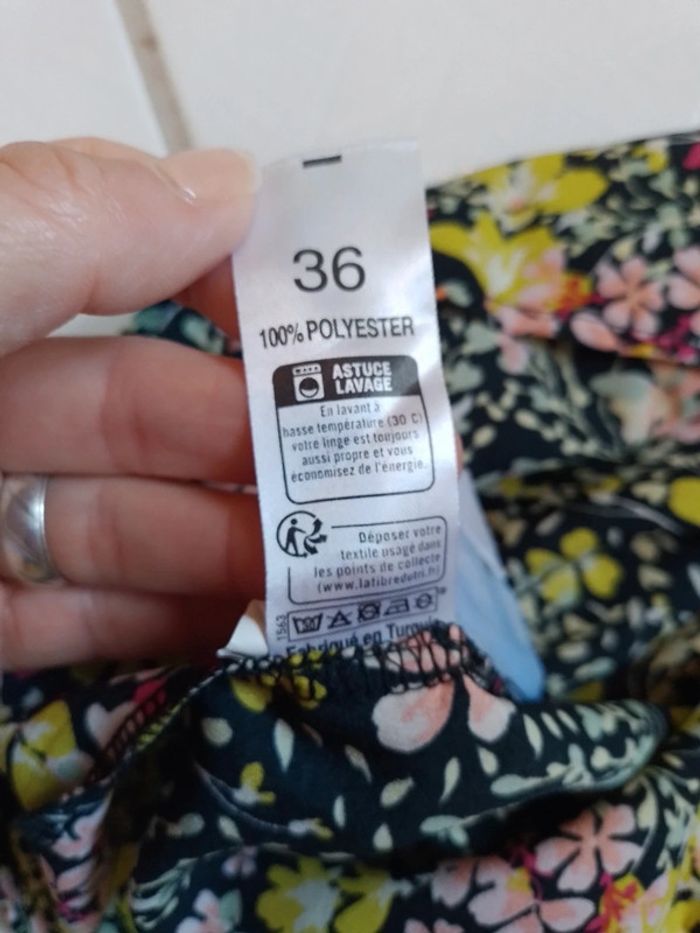 36
100% POLYESTER
ASTUCE
LAVAGE
En lavant à
basse température (30 C)
votre linge est toujours
aussi propre et vous
économisez de l'énergie.
Déposer votre
textile usagé dans
les points de collecte
(www.lafibredutri.fr)
Fabriqué en Turquie